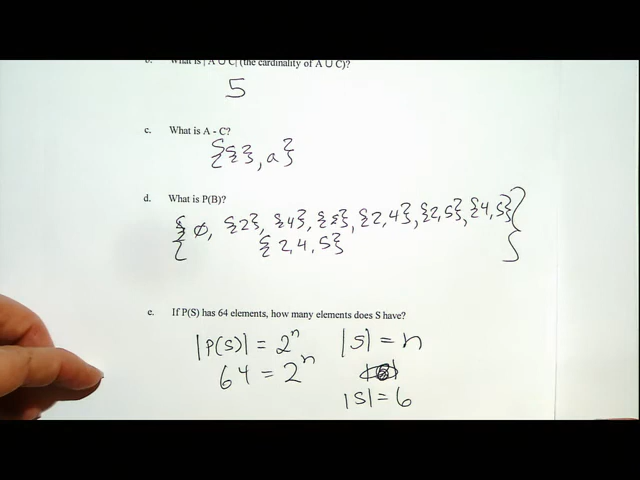 b. What is |A ∪ C| (the cardinality of A ∪ C)?
5
c. What is A - C?
{{}, a}
d. What is P(B)?
{ ∅, {2}, {4}, {5}, {2,4}, {2,5}, {4,5}
{2,4,5} }
e. If P(S) has 64 elements, how many elements does S have?
|P(S)| = 2ⁿ |S| = n
64 = 2ⁿ
|S| = 6